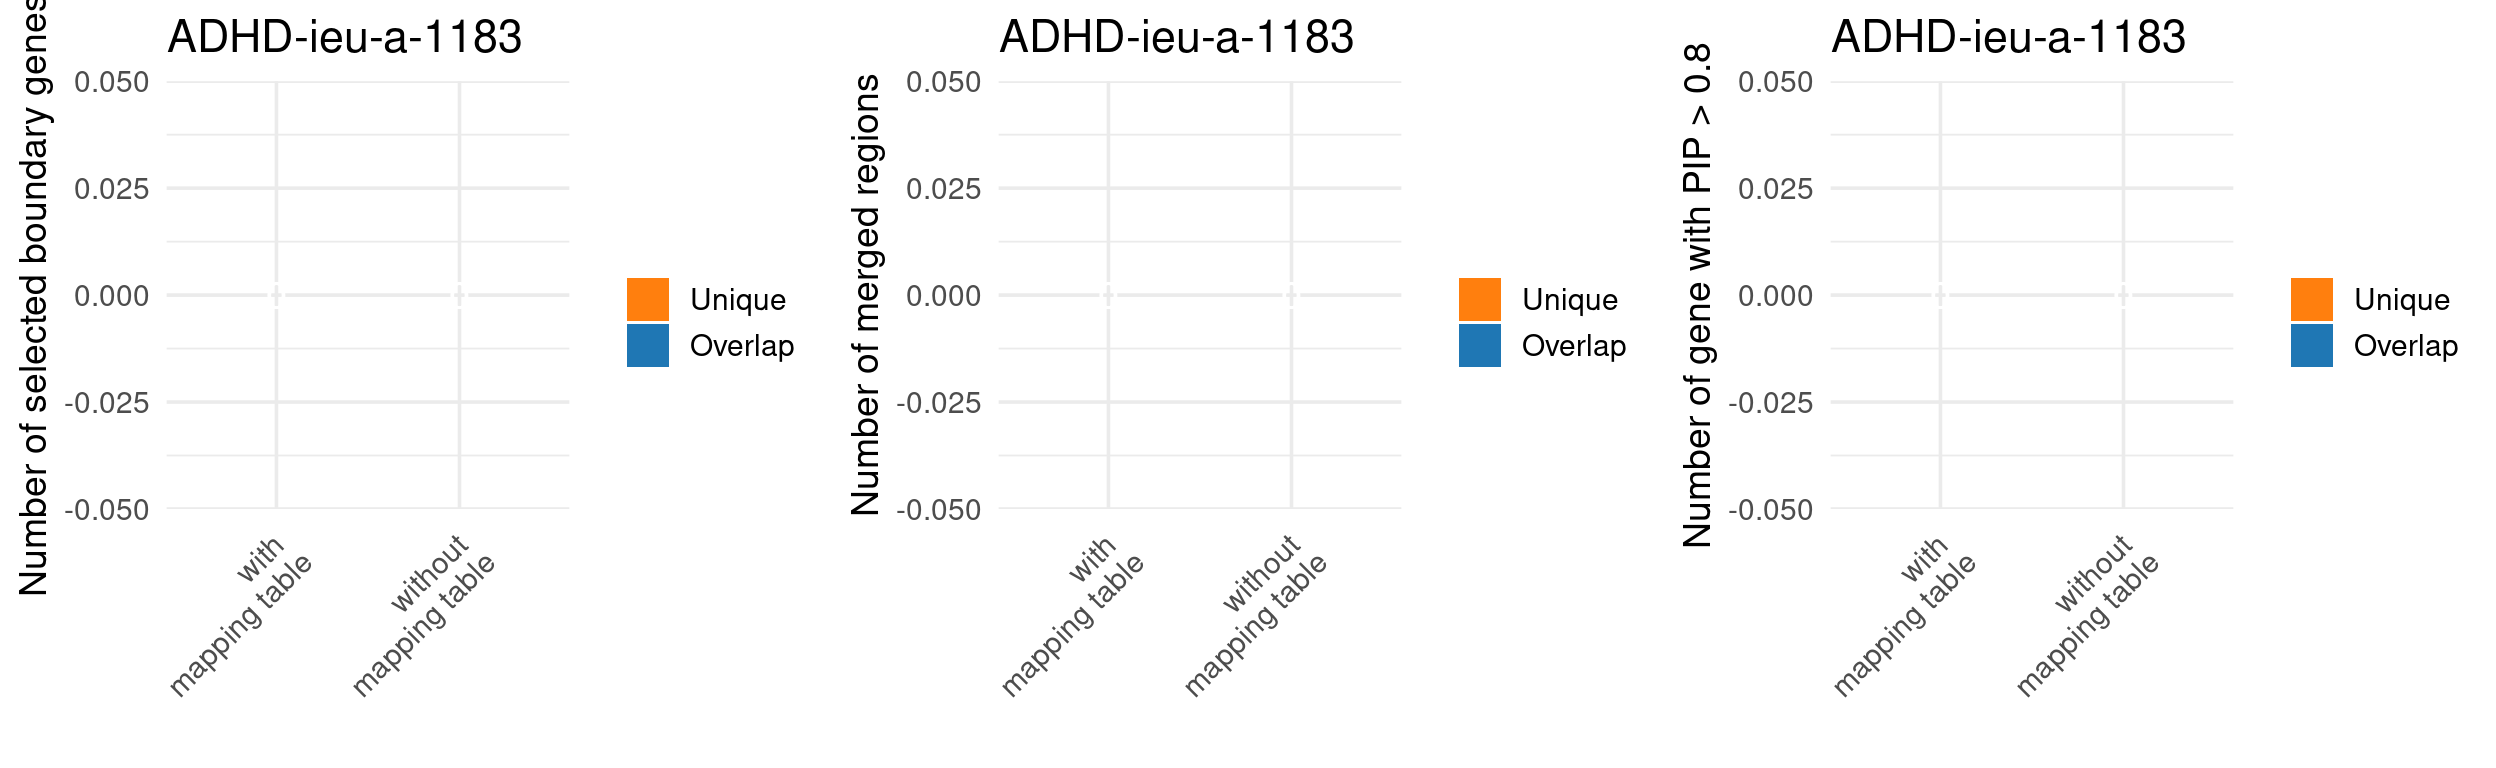 ADHD-ieu-a-1183
Number of selected boundary genes
0.050
0.025
0.000
-0.025
-0.050
with
mapping table
without
mapping table
Unique
Overlap
ADHD-ieu-a-1183
Number of merged regions
0.050
0.025
0.000
-0.025
-0.050
with
mapping table
without
mapping table
Unique
Overlap
ADHD-ieu-a-1183
Number of gene with PIP > 0.8
0.050
0.025
0.000
-0.025
-0.050
with
mapping table
without
mapping table
Unique
Overlap